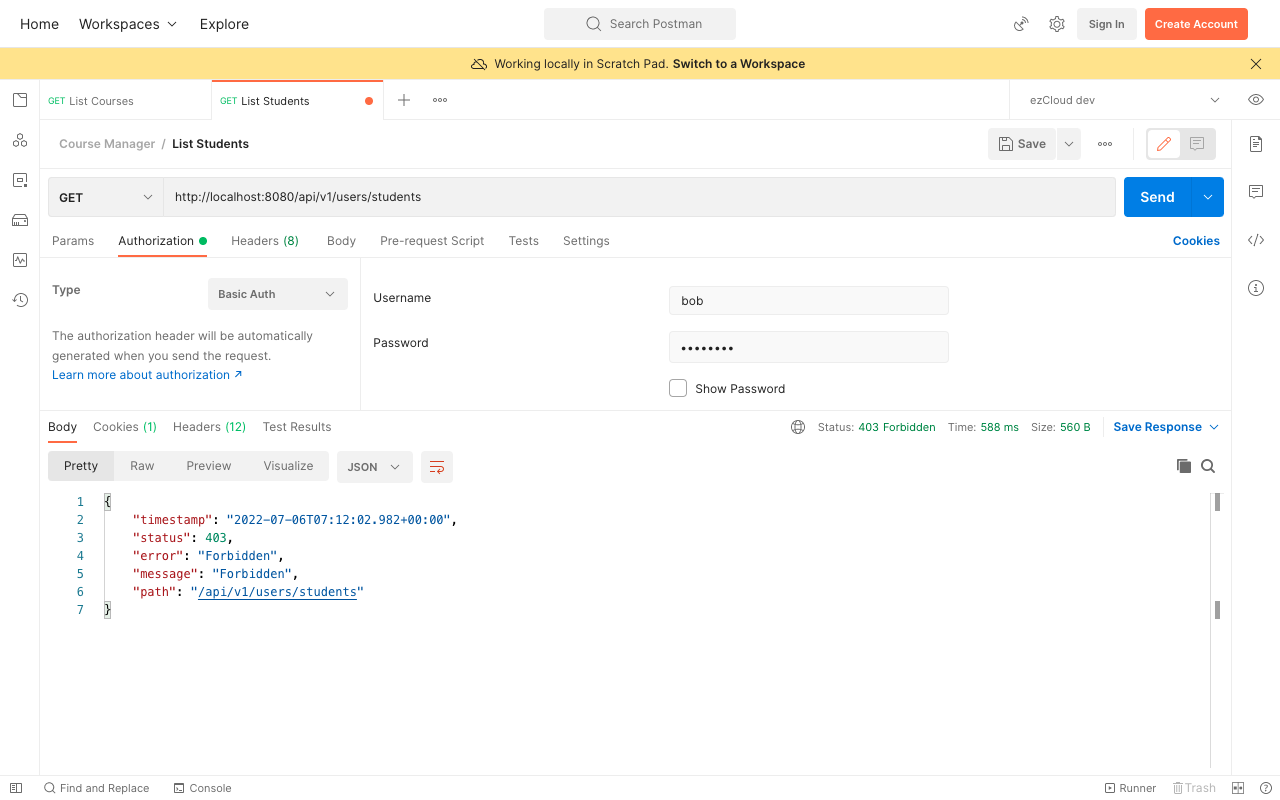 Home Workspaces Explore Search Postman Sign In Create Account
Working locally in Scratch Pad. Switch to a Workspace
GET List Courses GET List Students ezCloud dev
Course Manager / List Students Save
GET http://localhost:8080/api/v1/users/students Send
Params Authorization Headers (8) Body Pre-request Script Tests Settings Cookies
Type Basic Auth
The authorization header will be automatically
generated when you send the request.
Learn more about authorization ↗
Username bob
Password ••••••••
Show Password
Body Cookies (1) Headers (12) Test Results Status: 403 Forbidden Time: 588 ms Size: 560 B Save Response
Pretty Raw Preview Visualize JSON
1 {
2 "timestamp": "2022-07-06T07:12:02.982+00:00",
3 "status": 403,
4 "error": "Forbidden",
5 "message": "Forbidden",
6 "path": "/api/v1/users/students"
7 }
Find and Replace Console Runner Trash